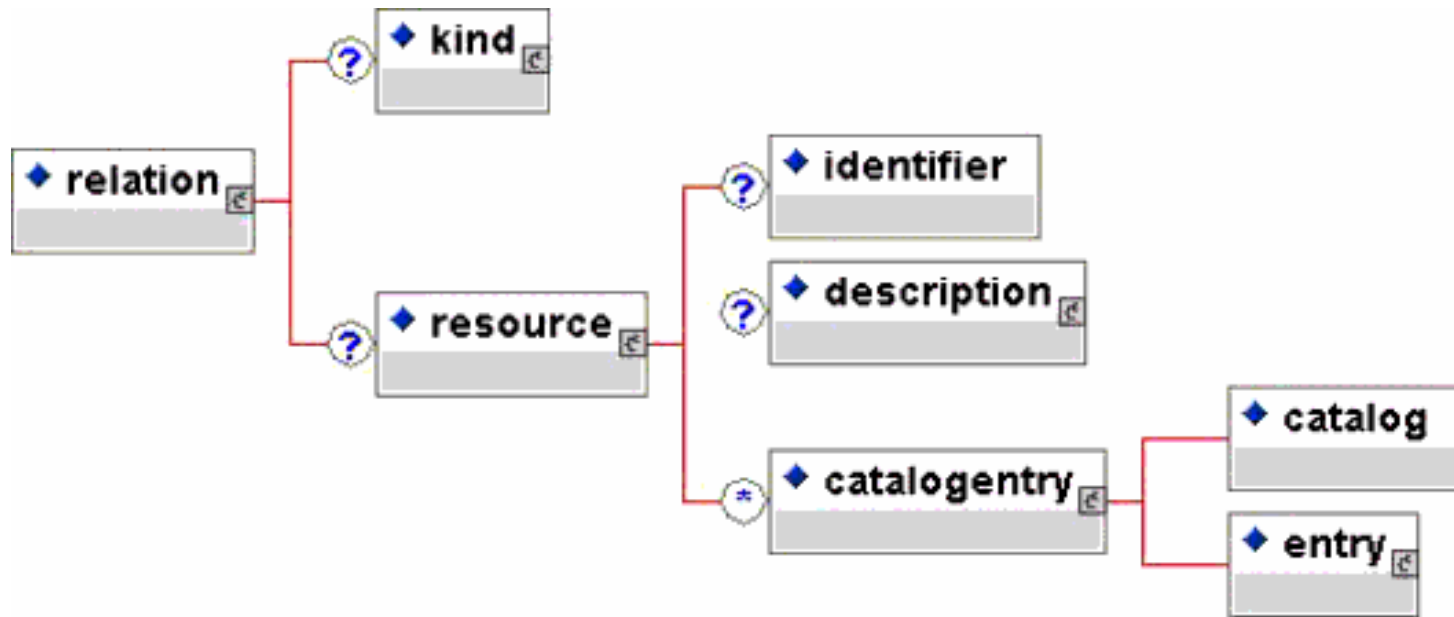 kind
?
relation
identifier
?
description
?
resource
?
catalog
catalogentry
*
entry